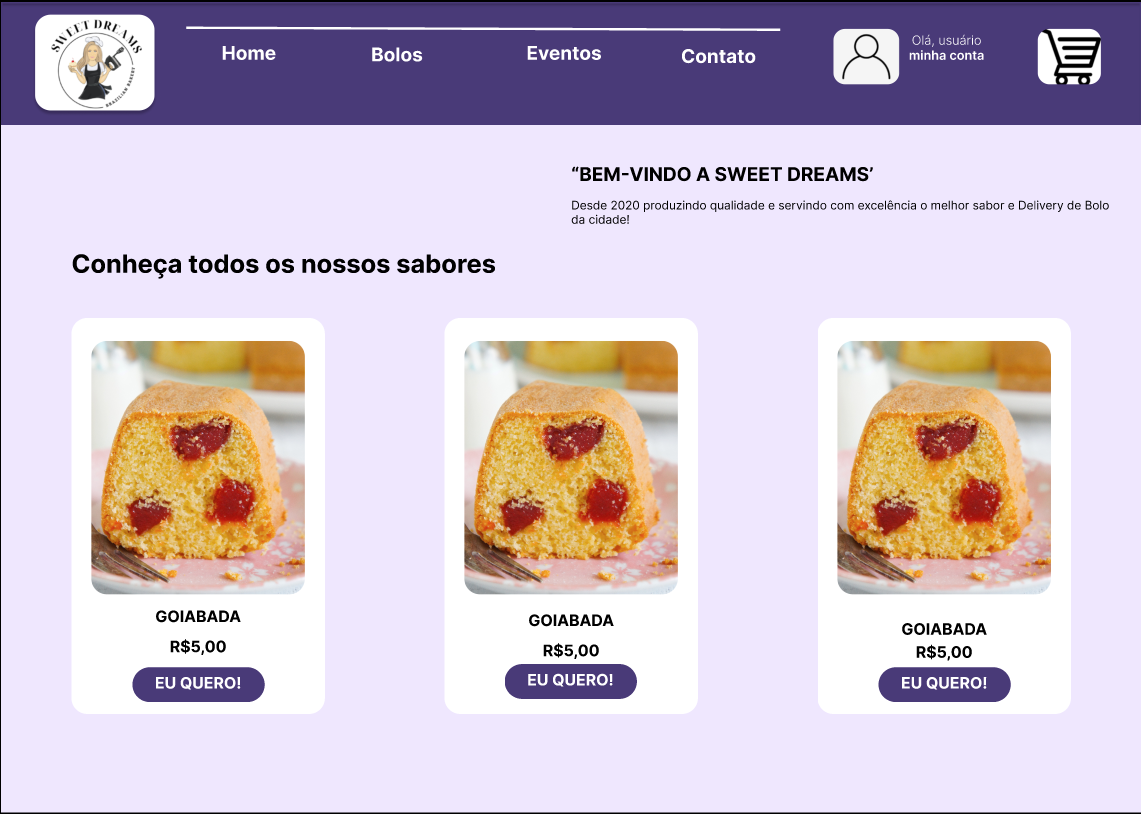 SWEET DREAMS
BRAZILIAN BAKERY
Home
Bolos
Eventos
Contato
Olá, usuário
minha conta
“BEM-VINDO A SWEET DREAMS’
Desde 2020 produzindo qualidade e servindo com excelência o melhor sabor e Delivery de Bolo
da cidade!
Conheça todos os nossos sabores
GOIABADA
R$5,00
EU QUERO!
GOIABADA
R$5,00
EU QUERO!
GOIABADA
R$5,00
EU QUERO!